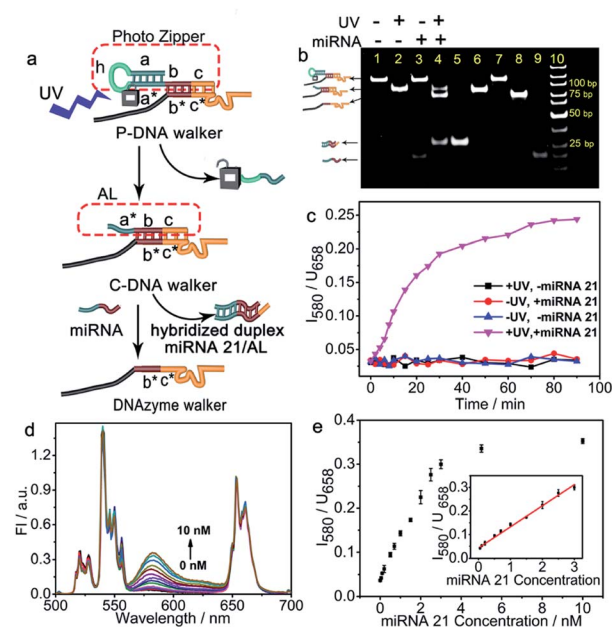 a
Photo Zipper
h
a
b
c
UV
a*
b*
c*
P-DNA walker
AL
a*
b
c
b*
c*
C-DNA walker
miRNA
hybridized duplex
miRNA 21/AL
b*
c*
DNAzyme walker
UV - + - +
miRNA - - + +
b
1 2 3 4 5 6 7 8 9 10
100 bp
75 bp
50 bp
25 bp
c
I580 / U658
0.25
0.20
0.15
0.10
0.05
+UV, -miRNA 21
-UV, +miRNA 21
-UV, -miRNA 21
+UV,+miRNA 21
0 20 40 60 80 100
Time / min
d
FI / a.u.
1.5
1.2
0.9
0.6
0.3
0.0
10 nM
0 nM
500 550 600 650 700
Wavelength / nm
e
I580 / U658
0.4
0.3
0.2
0.1
0.0
I580 / U658
0.4
0.3
0.2
0.1
0.0
0 1 2 3
miRNA 21 Concentration
0 2 4 6 8 10
miRNA 21 Concentration / nM